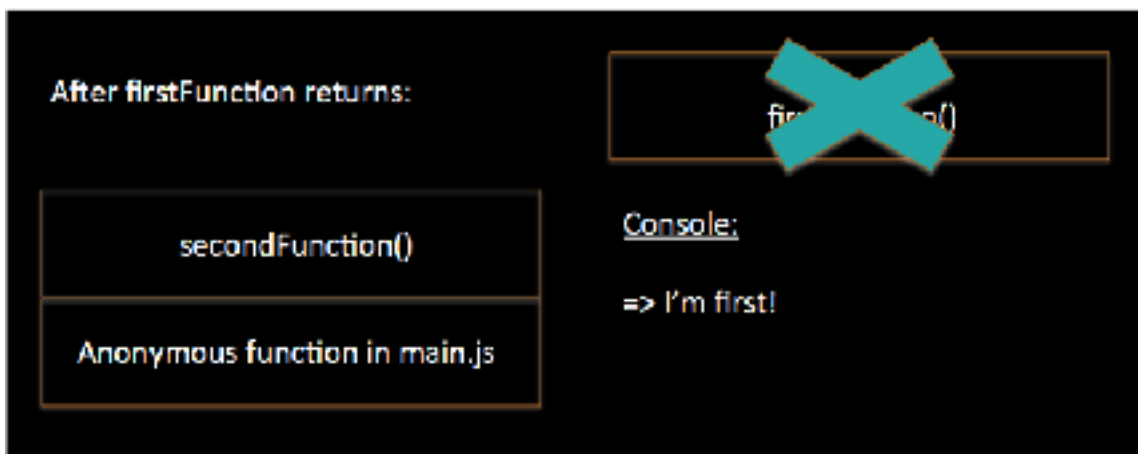 After firstFunction returns:
secondFunction()
Anonymous function in main.js
Console:
=> I'm first!